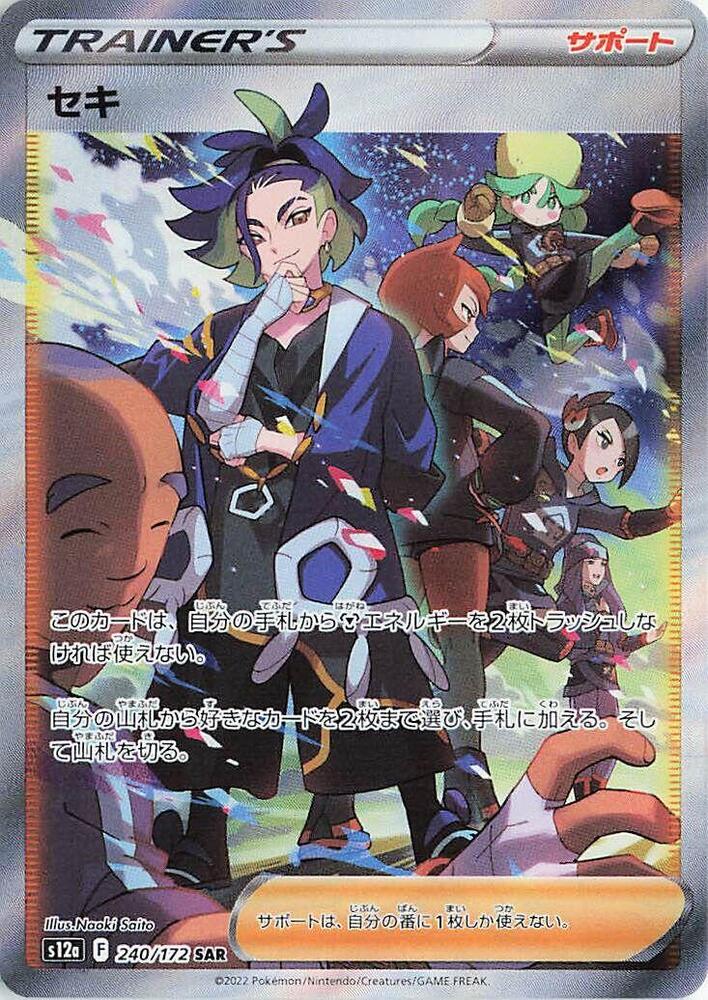 TRAINER'S
サポート
セキ
このカードは、自分の手札からエネルギーを2枚トラッシュしな
ければ使えない。
自分の山札から好きなカードを2枚まで選び、手札に加える。そし
て山札を切る。
サポートは、自分の番に1枚しか使えない。
Illus.Naoki Saito
s12a F 240/172 SAR
©2022 Pokémon/Nintendo/Creatures/GAME FREAK.